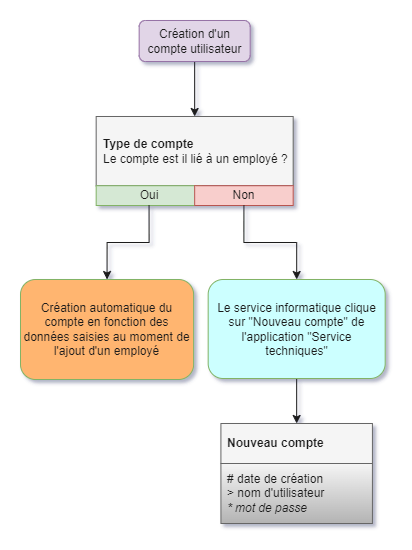 Création d'un
compte utilisateur
Type de compte
Le compte est il lié à un employé ?
Oui
Non
Création automatique du
compte en fonction des
données saisies au moment de
l'ajout d'un employé
Le service informatique clique
sur "Nouveau compte" de
l'application "Service
techniques"
Nouveau compte
# date de création
> nom d'utilisateur
* mot de passe